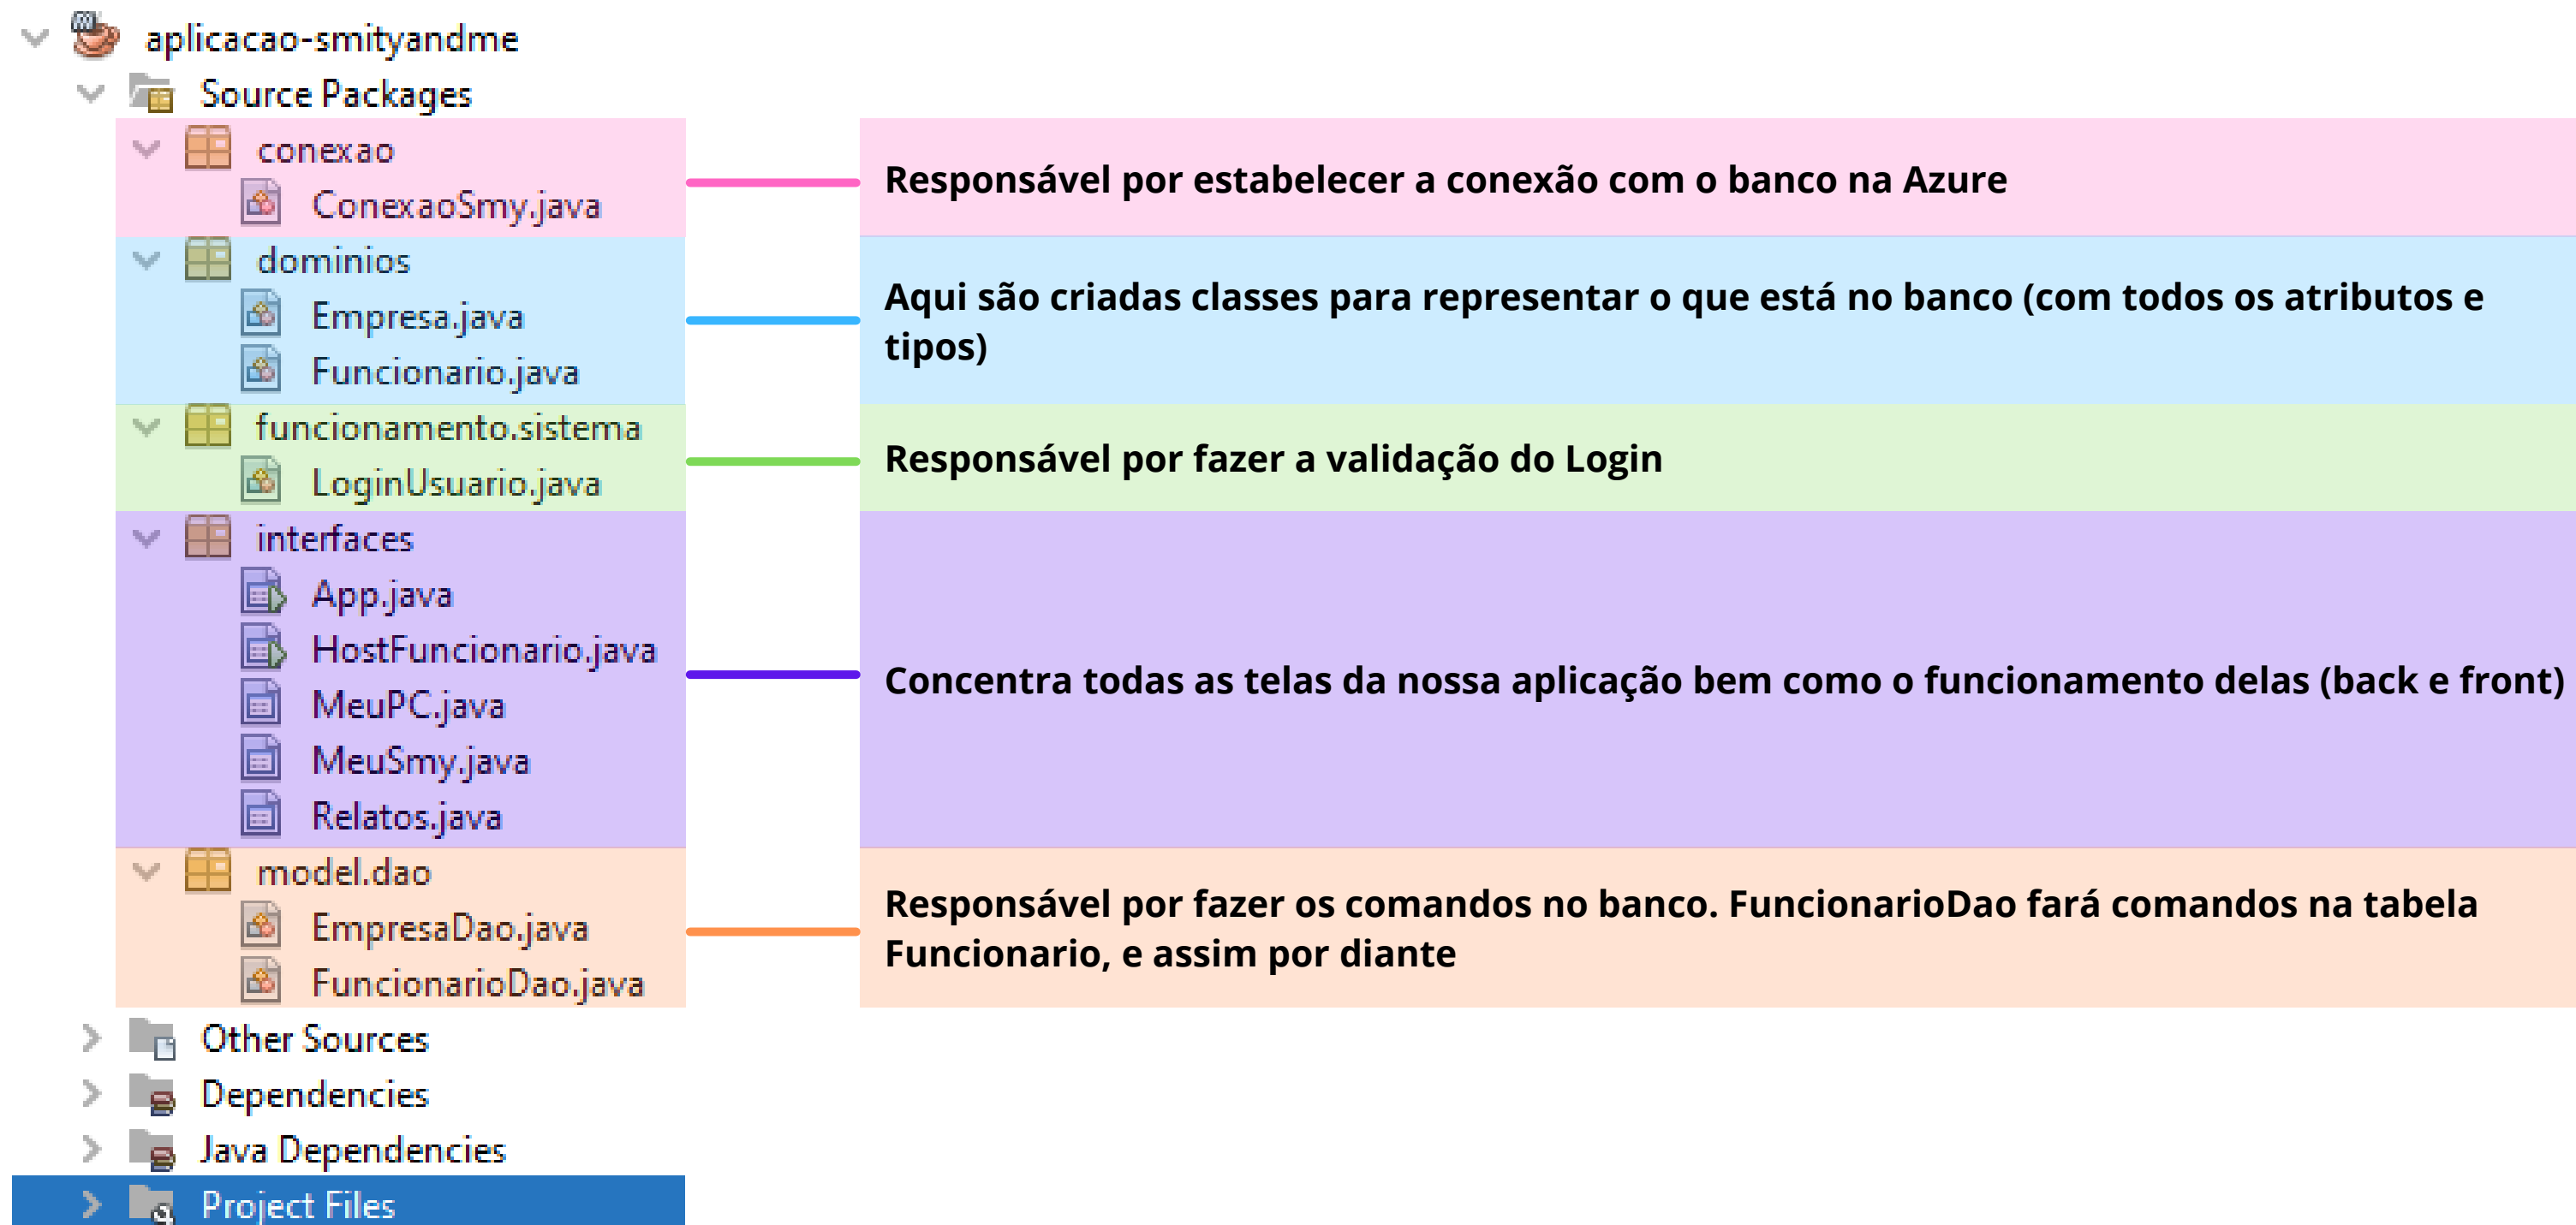 aplicacao-smityandme
Source Packages
conexao
ConexaoSmy.java
Responsável por estabelecer a conexão com o banco na Azure
dominios
Empresa.java
Funcionario.java
Aqui são criadas classes para representar o que está no banco (com todos os atributos e
tipos)
funcionamento.sistema
LoginUsuario.java
Responsável por fazer a validação do Login
interfaces
App.java
HostFuncionario.java
MeuPC.java
MeuSmy.java
Relatos.java
Concentra todas as telas da nossa aplicação bem como o funcionamento delas (back e front)
model.dao
EmpresaDao.java
FuncionarioDao.java
Responsável por fazer os comandos no banco. FuncionarioDao fará comandos na tabela
Funcionario, e assim por diante
Other Sources
Dependencies
Java Dependencies
Project Files